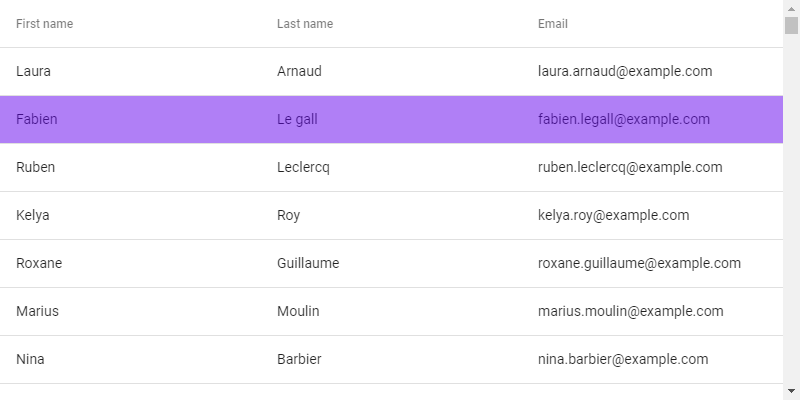 First name Last name Email
Laura Arnaud laura.arnaud@example.com
Fabien Le gall fabien.legall@example.com
Ruben Leclercq ruben.leclercq@example.com
Kelya Roy kelya.roy@example.com
Roxane Guillaume roxane.guillaume@example.com
Marius Moulin marius.moulin@example.com
Nina Barbier nina.barbier@example.com